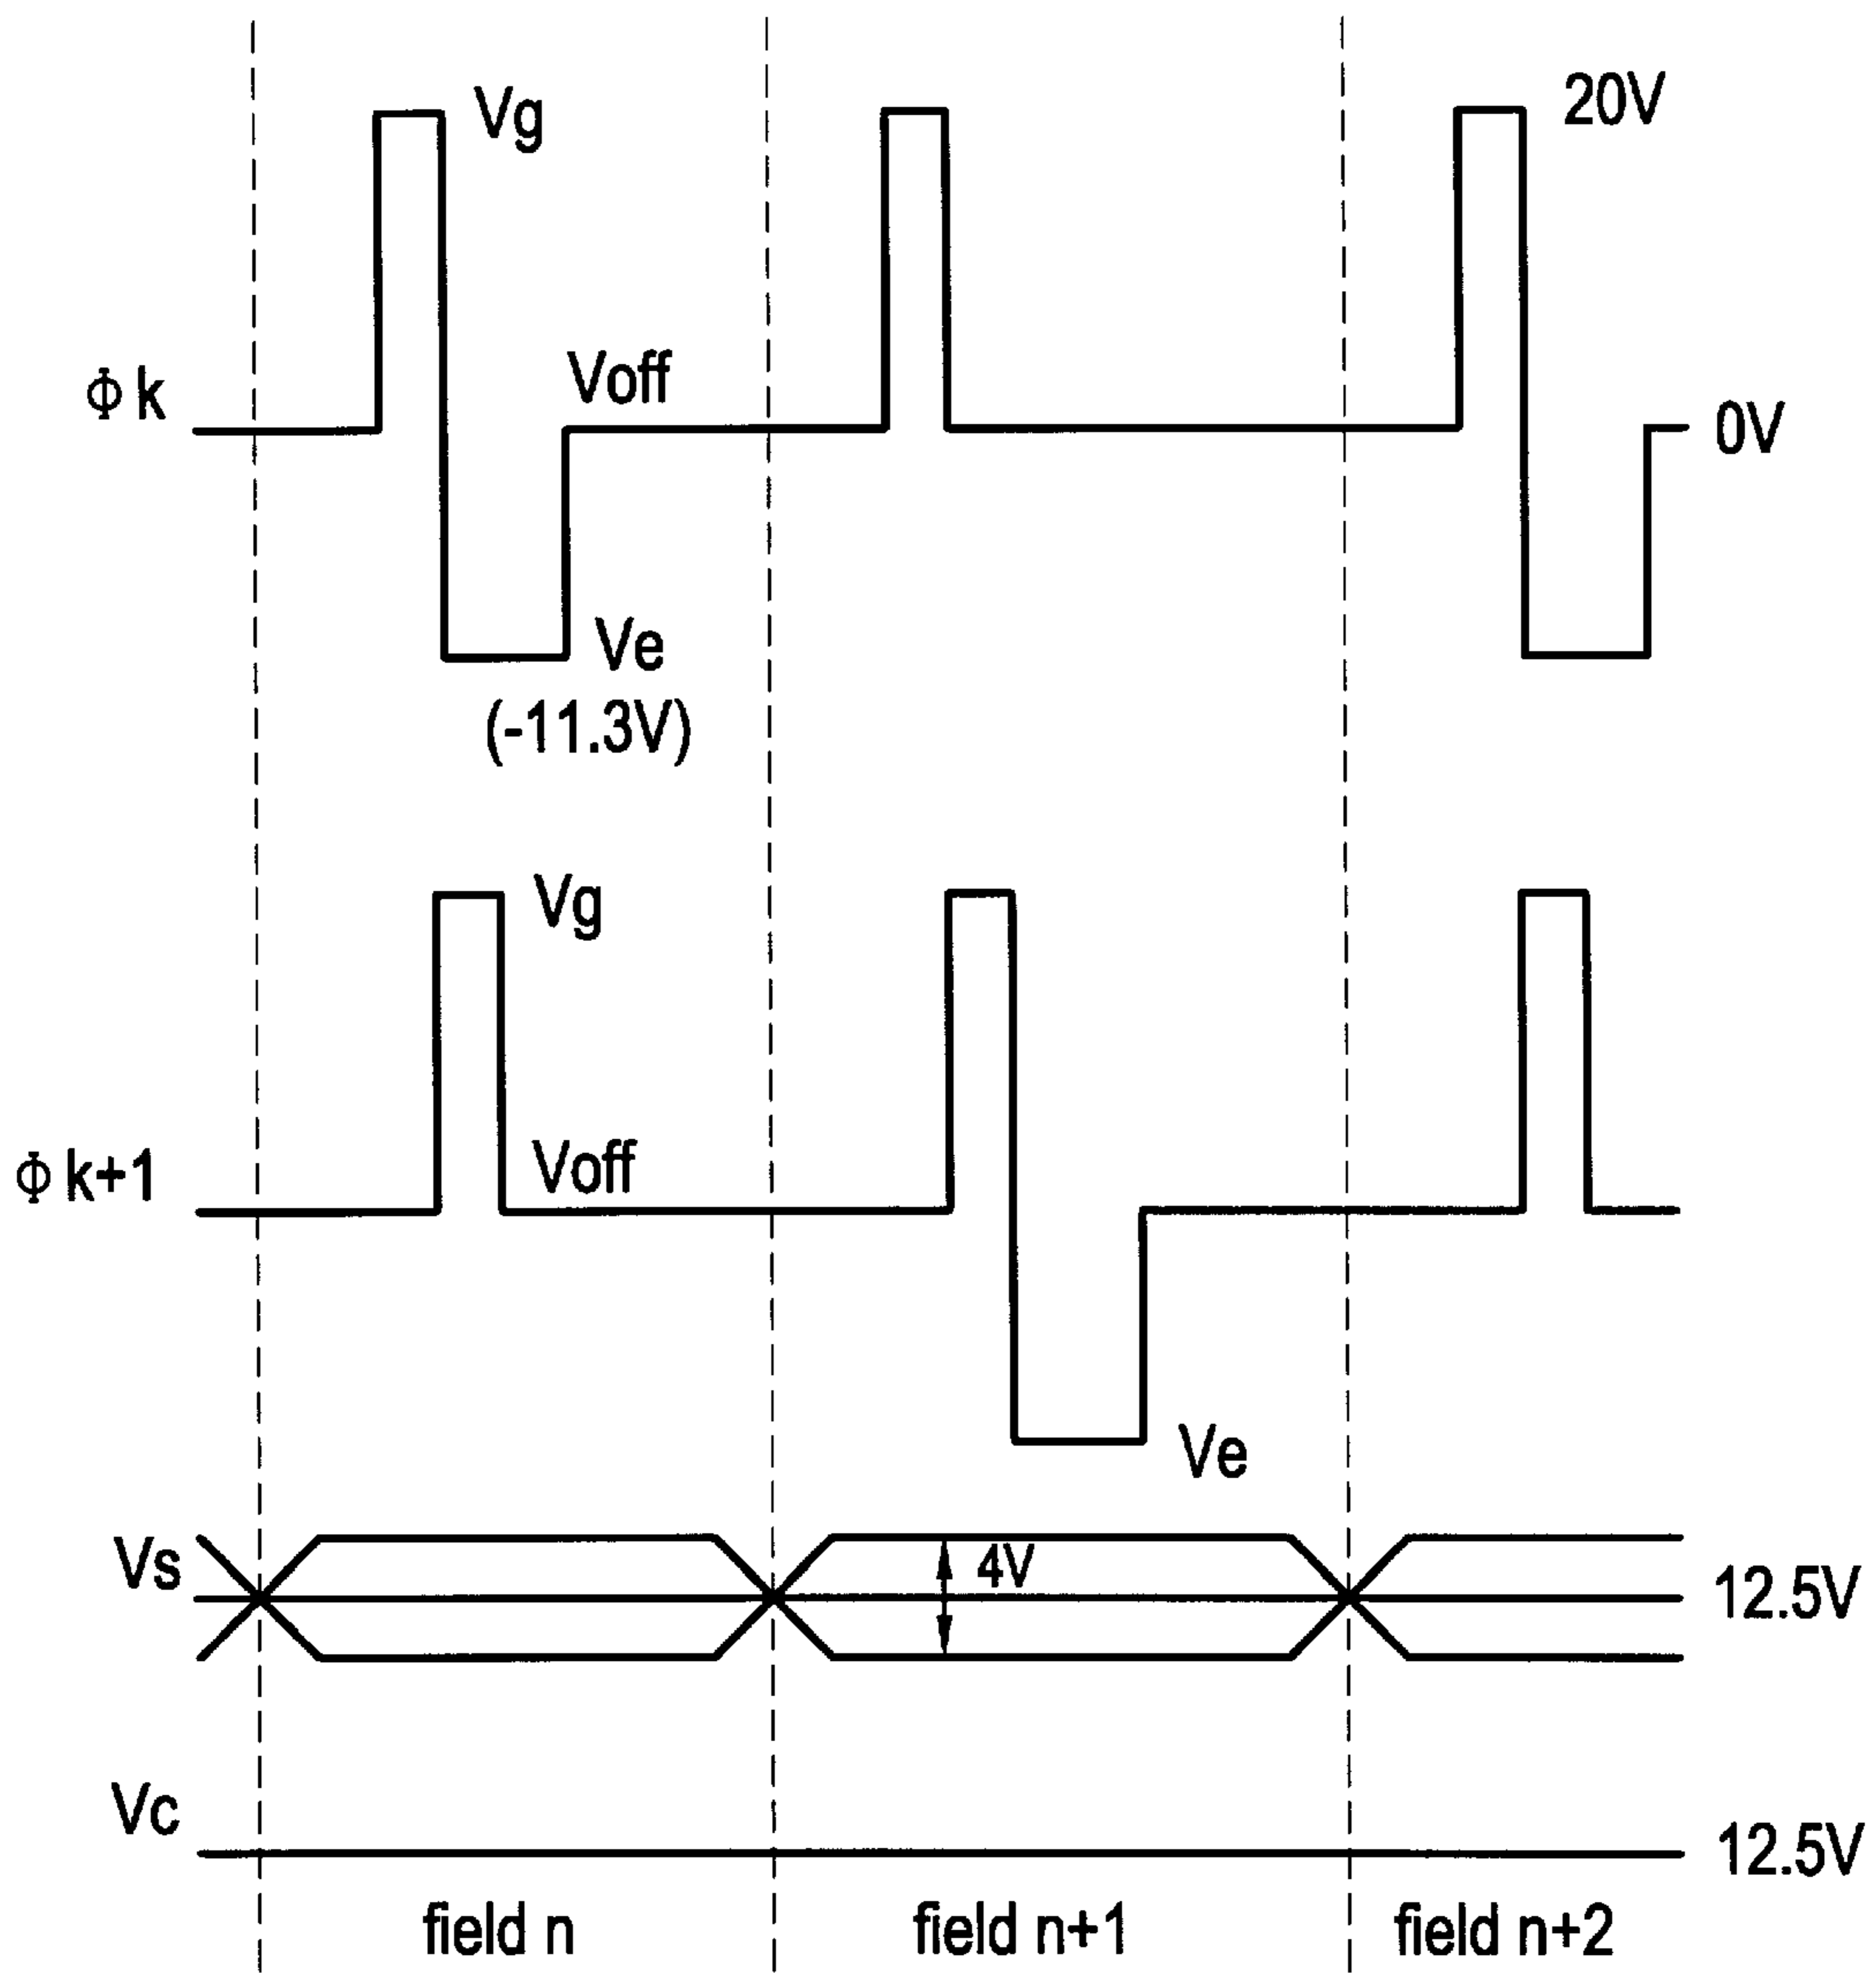 Vg
20V
Φk
Voff
0V
Ve
(-11.3V)
Vg
Φk+1
Voff
Ve
Vs
4V
12.5V
Vc
12.5V
field n
field n+1
field n+2